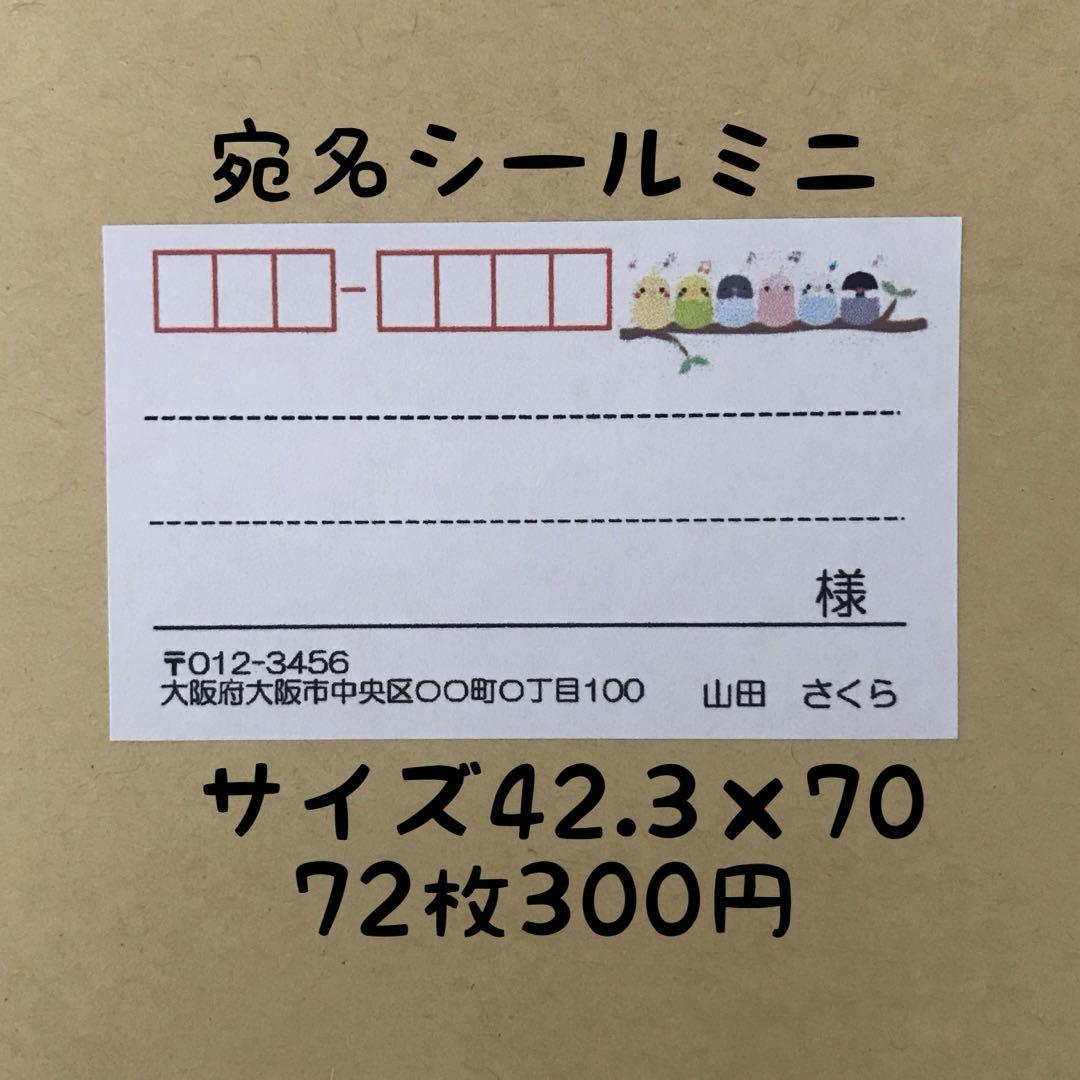 宛名シールミニ
様
〒012-3456
大阪府大阪市中央区〇〇町〇丁目100 山田 さくら
サイズ42.3×70
72枚300円